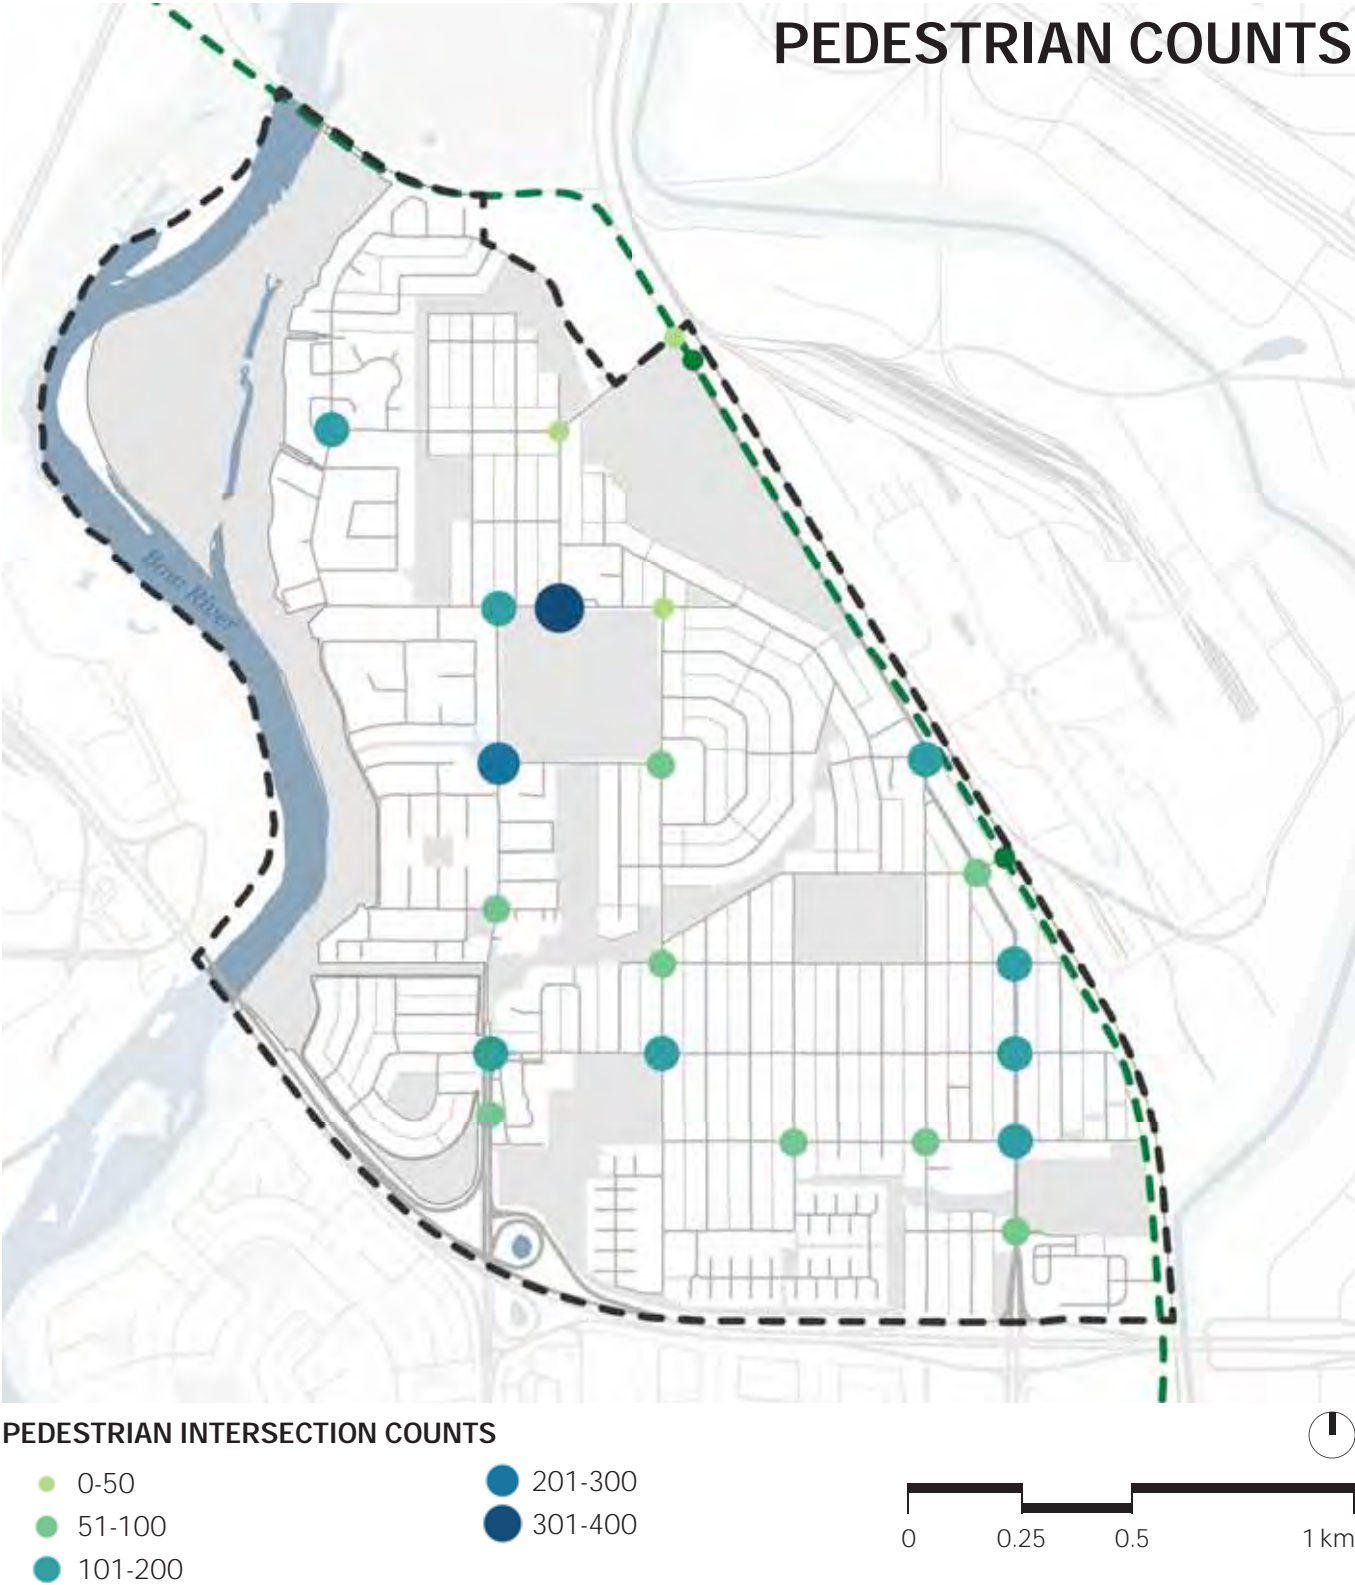 PEDESTRIAN COUNTS
Bow River
PEDESTRIAN INTERSECTION COUNTS
0-50
51-100
101-200
201-300
301-400
0 0.25 0.5 1 km